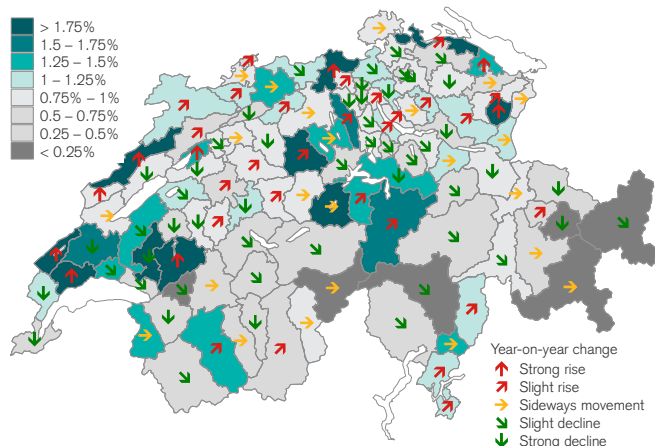 > 1.75%
1.5 – 1.75%
1.25 – 1.5%
1 – 1.25%
0.75% – 1%
0.5 – 0.75%
0.25 – 0.5%
< 0.25%
Year-on-year change
Strong rise
Slight rise
Sideways movement
Slight decline
Strong decline